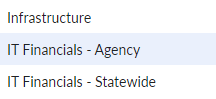 Infrastructure
IT Financials - Agency
IT Financials - Statewide